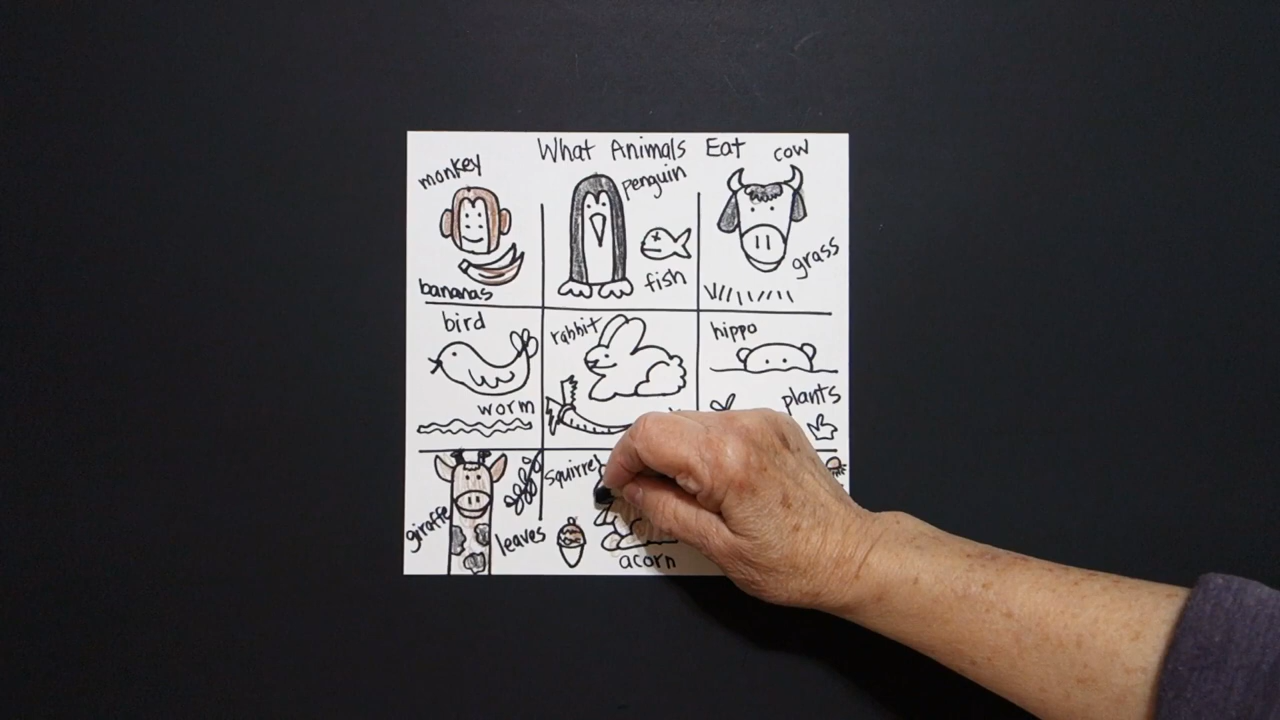 What Animals Eat
monkey
bananas
penguin
fish
cow
grass
bird
worm
rabbit
hippo
plants
giraffe
leaves
squirrel
acorn